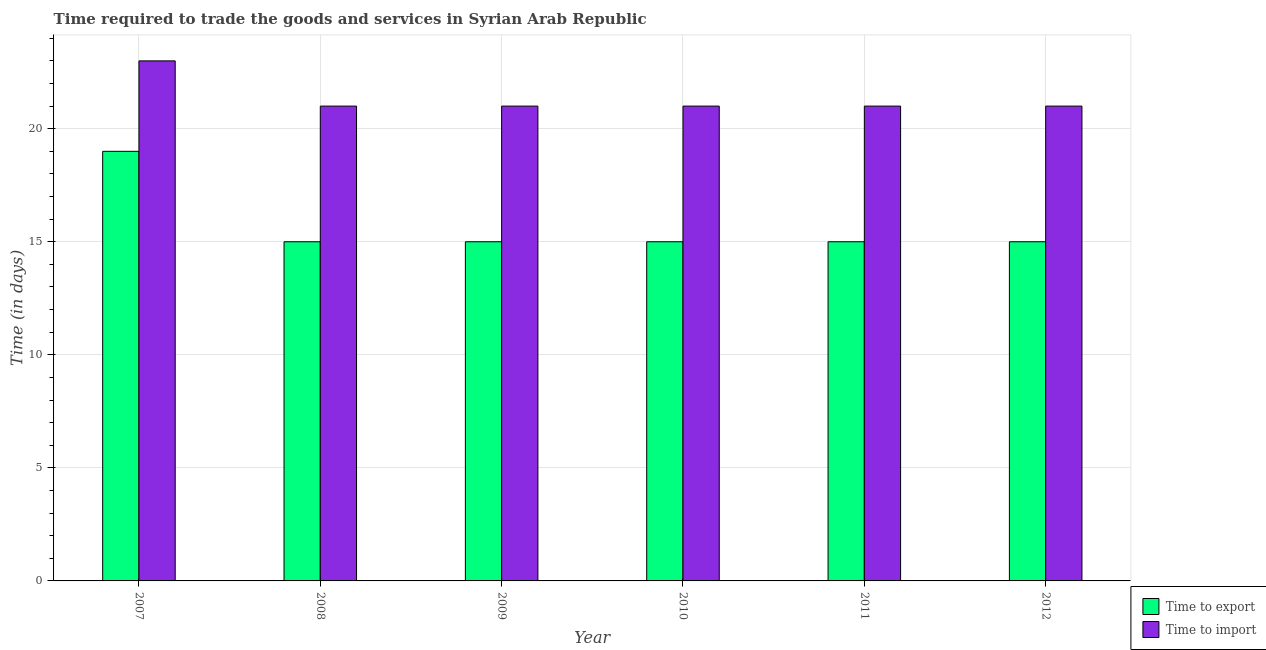 Time required to trade the goods and services in Syrian Arab Republic
Time (in days)
20
15
10
5
0
2007
2008
2009
2010
2011
2012
Year
Time to export
Time to import